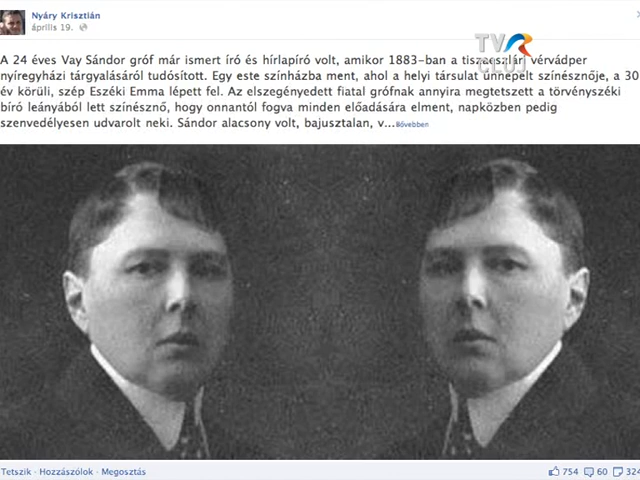 Nyáry Krisztián
április 19.
TVR
CLUJ
A 24 éves Vay Sándor gróf már ismert író és hírlapíró volt, amikor 1883-ban a tiszaeszlári vérvádper
nyíregyházi tárgyalásáról tudósított. Egy este színházba ment, ahol a helyi társulat ünnepelt színésznője, a 30
év körüli, szép Eszéki Emma lépett fel. Az elszegényedett fiatal grófnak annyira megtetszett a törvényszéki
bíró leányából lett színésznő, hogy onnantól fogva minden előadására elment, napközben pedig
szenvedélyesen udvarolt neki. Sándor alacsony volt, bajusztalan, v...Bővebben
Tetszik · Hozzászólok · Megosztás 754 60 324